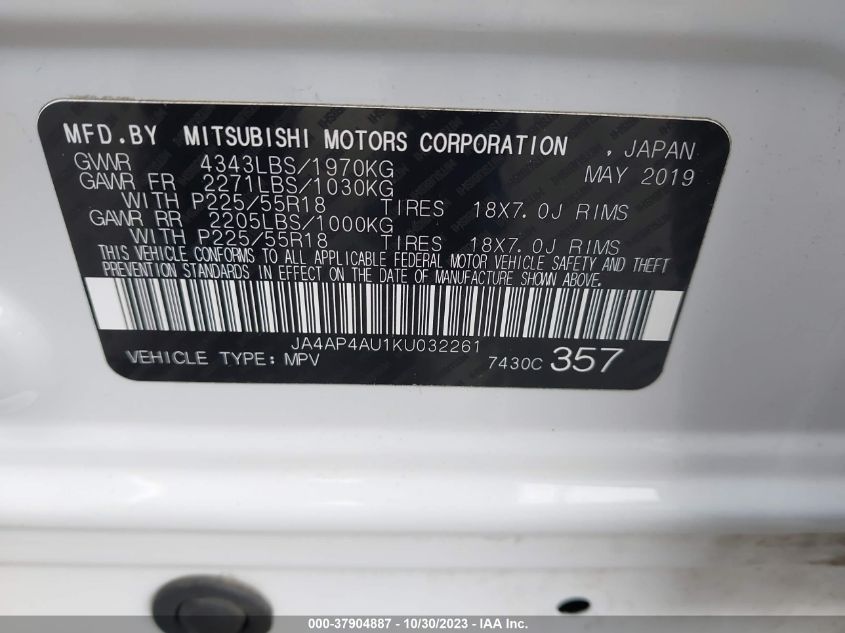 MFD.BY MITSUBISHI MOTORS CORPORATION , JAPAN
GVWR 4343LBS/1970KG MAY 2019
GAWR FR 2271LBS/1030KG
WITH P225/55R18 TIRES 18X7.0J RIMS
GAWR RR 2205LBS/1000KG
WITH P225/55R18 TIRES 18X7.0J RIMS
THIS VEHICLE CONFORMS TO ALL APPLICABLE FEDERAL MOTOR VEHICLE SAFETY AND THEFT
PREVENTION STANDARDS IN EFFECT ON THE DATE OF MANUFACTURE SHOWN ABOVE.
JA4AP4AU1KU032261
VEHICLE TYPE: MPV 7430C 357
000-37904887 - 10/30/2023 - IAA Inc.